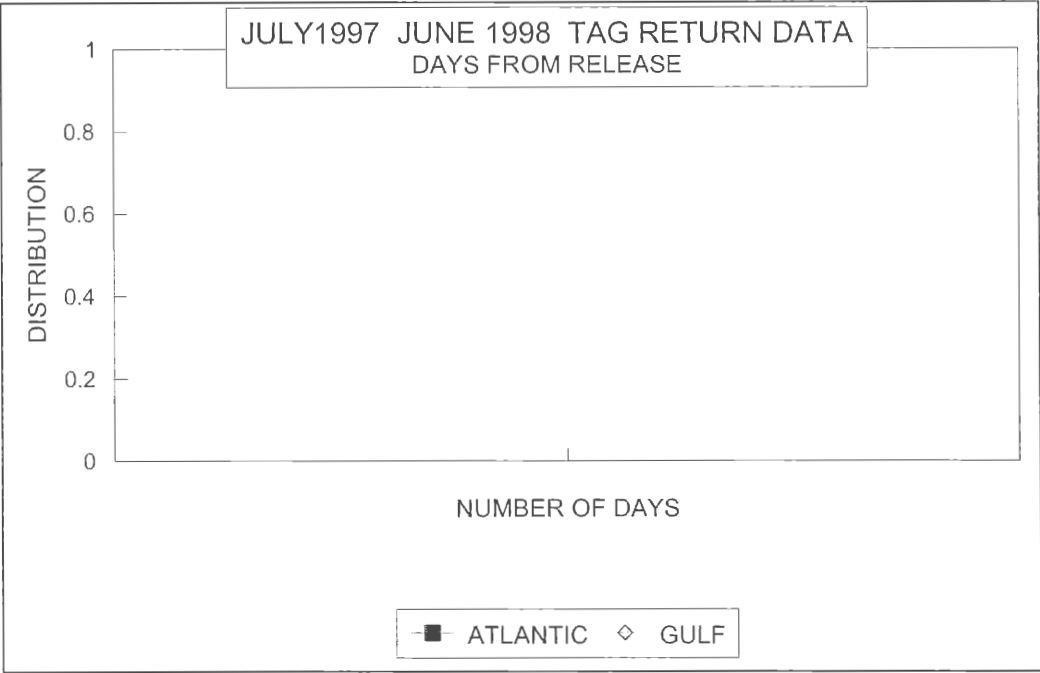 JULY1997 JUNE 1998 TAG RETURN DATA
DAYS FROM RELEASE
1
0.8
0.6
0.4
0.2
0
DISTRIBUTION
NUMBER OF DAYS
ATLANTIC GULF